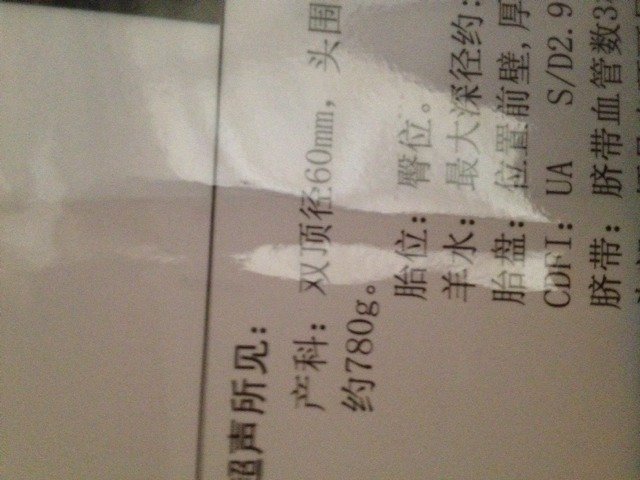 超声所见：
产科：双顶径60mm，头围
约780g。
胎位：臀位。
羊水：最大深径约：
胎盘：位置前壁，厚
CDFI：UA S/D2.9
脐带：脐带血管数3